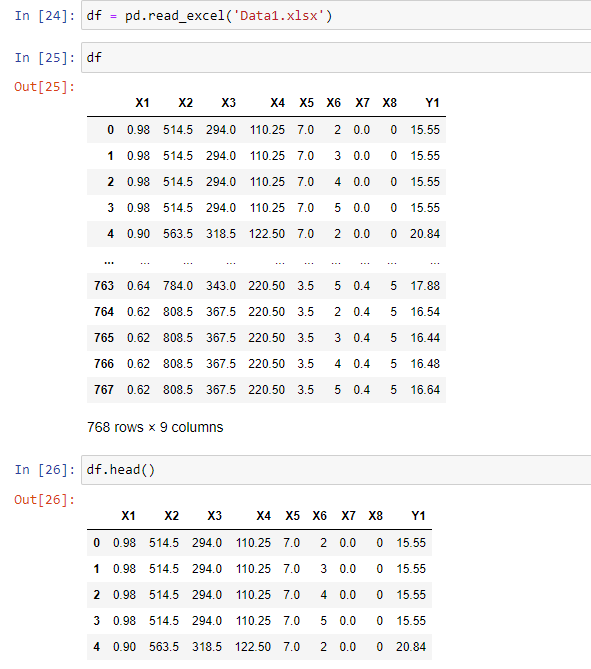 In [24]: df = pd.read_excel('Data1.xlsx')
In [25]: df
Out[25]:
X1 X2 X3 X4 X5 X6 X7 X8 Y1
0 0.98 514.5 294.0 110.25 7.0 2 0.0 0 15.55
1 0.98 514.5 294.0 110.25 7.0 3 0.0 0 15.55
2 0.98 514.5 294.0 110.25 7.0 4 0.0 0 15.55
3 0.98 514.5 294.0 110.25 7.0 5 0.0 0 15.55
4 0.90 563.5 318.5 122.50 7.0 2 0.0 0 20.84
... ... ... ... ... ... ... ... ... ...
763 0.64 784.0 343.0 220.50 3.5 5 0.4 5 17.88
764 0.62 808.5 367.5 220.50 3.5 2 0.4 5 16.54
765 0.62 808.5 367.5 220.50 3.5 3 0.4 5 16.44
766 0.62 808.5 367.5 220.50 3.5 4 0.4 5 16.48
767 0.62 808.5 367.5 220.50 3.5 5 0.4 5 16.64
768 rows × 9 columns
In [26]: df.head()
Out[26]:
X1 X2 X3 X4 X5 X6 X7 X8 Y1
0 0.98 514.5 294.0 110.25 7.0 2 0.0 0 15.55
1 0.98 514.5 294.0 110.25 7.0 3 0.0 0 15.55
2 0.98 514.5 294.0 110.25 7.0 4 0.0 0 15.55
3 0.98 514.5 294.0 110.25 7.0 5 0.0 0 15.55
4 0.90 563.5 318.5 122.50 7.0 2 0.0 0 20.84